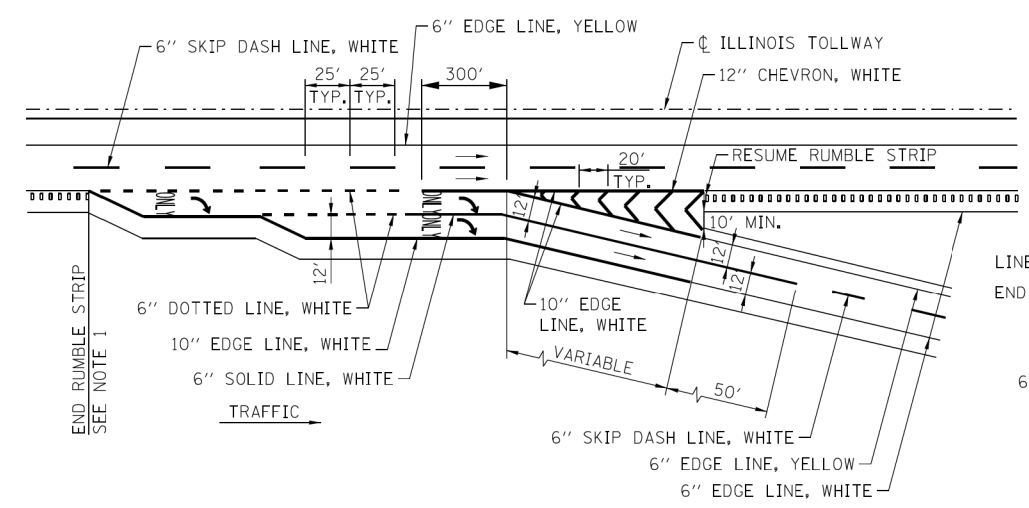 6" EDGE LINE, YELLOW
6" SKIP DASH LINE, WHITE
℄ ILLINOIS TOLLWAY
25' 25'
TYP. TYP.
300'
12" CHEVRON, WHITE
20'
TYP.
RESUME RUMBLE STRIP
ONLY
ONLY
ONLY
12'
10' MIN.
12'
12'
12'
LINE
END
6" DOTTED LINE, WHITE
10" EDGE
LINE, WHITE
10" EDGE LINE, WHITE
VARIABLE
6" SOLID LINE, WHITE
50'
6
END RUMBLE STRIP
SEE NOTE 1
TRAFFIC
6" SKIP DASH LINE, WHITE
6" EDGE LINE, YELLOW
6" EDGE LINE, WHITE